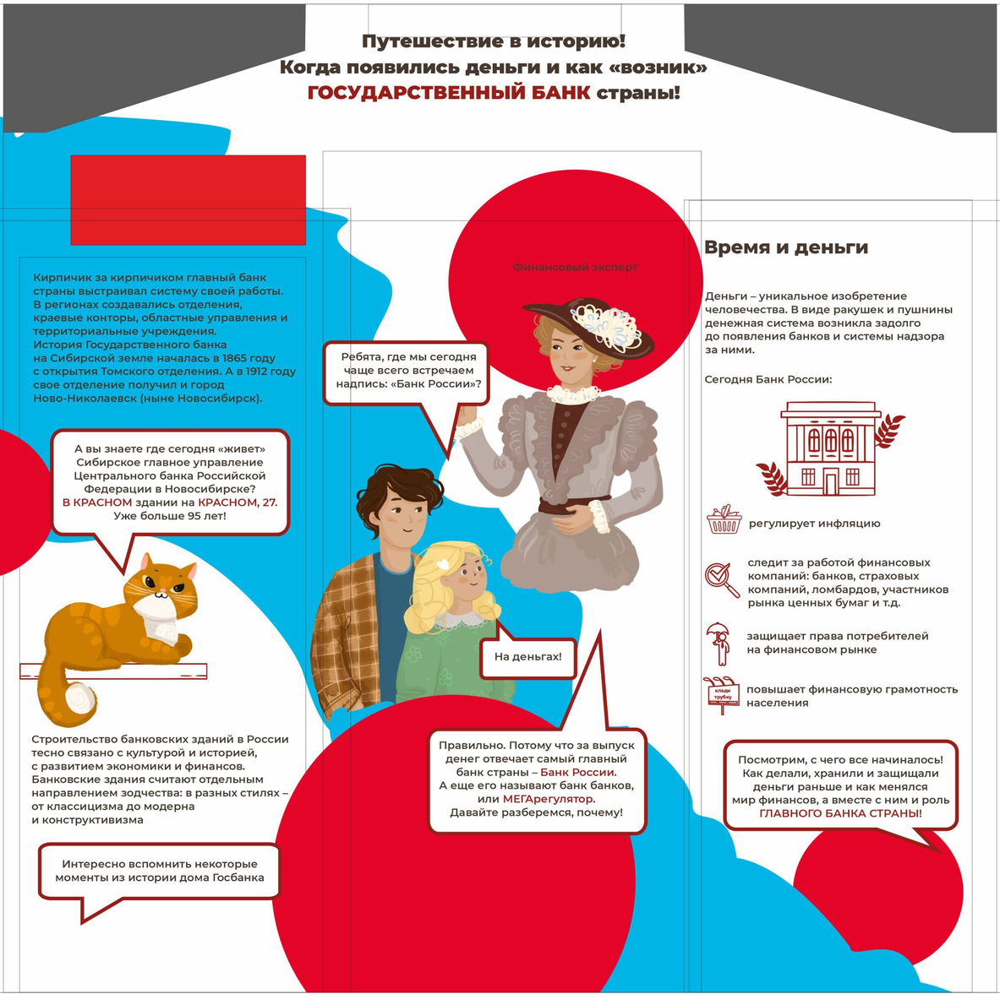 Путешествие в историю!
Когда появились деньги и как «возник»
ГОСУДАРСТВЕННЫЙ БАНК страны!
Кирпичик за кирпичиком главный банк
страны выстраивал систему своей работы.
В регионах создавались отделения,
краевые конторы, областные управления и
территориальные учреждения.
История Государственного банка
на Сибирской земле началась в 1865 году
с открытия Томского отделения. А в 1912 году
свое отделение получил и город
Ново-Николаевск (ныне Новосибирск).
А вы знаете где сегодня «живет»
Сибирское главное управление
Центрального банка Российской
Федерации в Новосибирске?
В КРАСНОМ здании на КРАСНОМ, 27.
Уже больше 95 лет!
Строительство банковских зданий в России
тесно связано с культурой и историей,
с развитием экономики и финансов.
Банковские здания считают отдельным
направлением зодчества: в разных стилях –
от классицизма до модерна
и конструктивизма
Интересно вспомнить некоторые
моменты из истории дома Госбанка
Финансовый эксперт
Ребята, где мы сегодня
чаще всего встречаем
надпись: «Банк России»?
На деньгах!
Правильно. Потому что за выпуск
денег отвечает самый главный
банк страны – Банк России.
А еще его называют банк банков,
или МЕГАрегулятор.
Давайте разберемся, почему!
Время и деньги
Деньги – уникальное изобретение
человечества. В виде ракушек и пушнины
денежная система возникла задолго
до появления банков и системы надзора
за ними.
Сегодня Банк России:
регулирует инфляцию
следит за работой финансовых
компаний: банков, страховых
компаний, ломбардов, участников
рынка ценных бумаг и т.д.
защищает права потребителей
на финансовом рынке
клади
трубку
повышает финансовую грамотность
населения
Посмотрим, с чего все начиналось!
Как делали, хранили и защищали
деньги раньше и как менялся
мир финансов, а вместе с ним и роль
ГЛАВНОГО БАНКА СТРАНЫ!